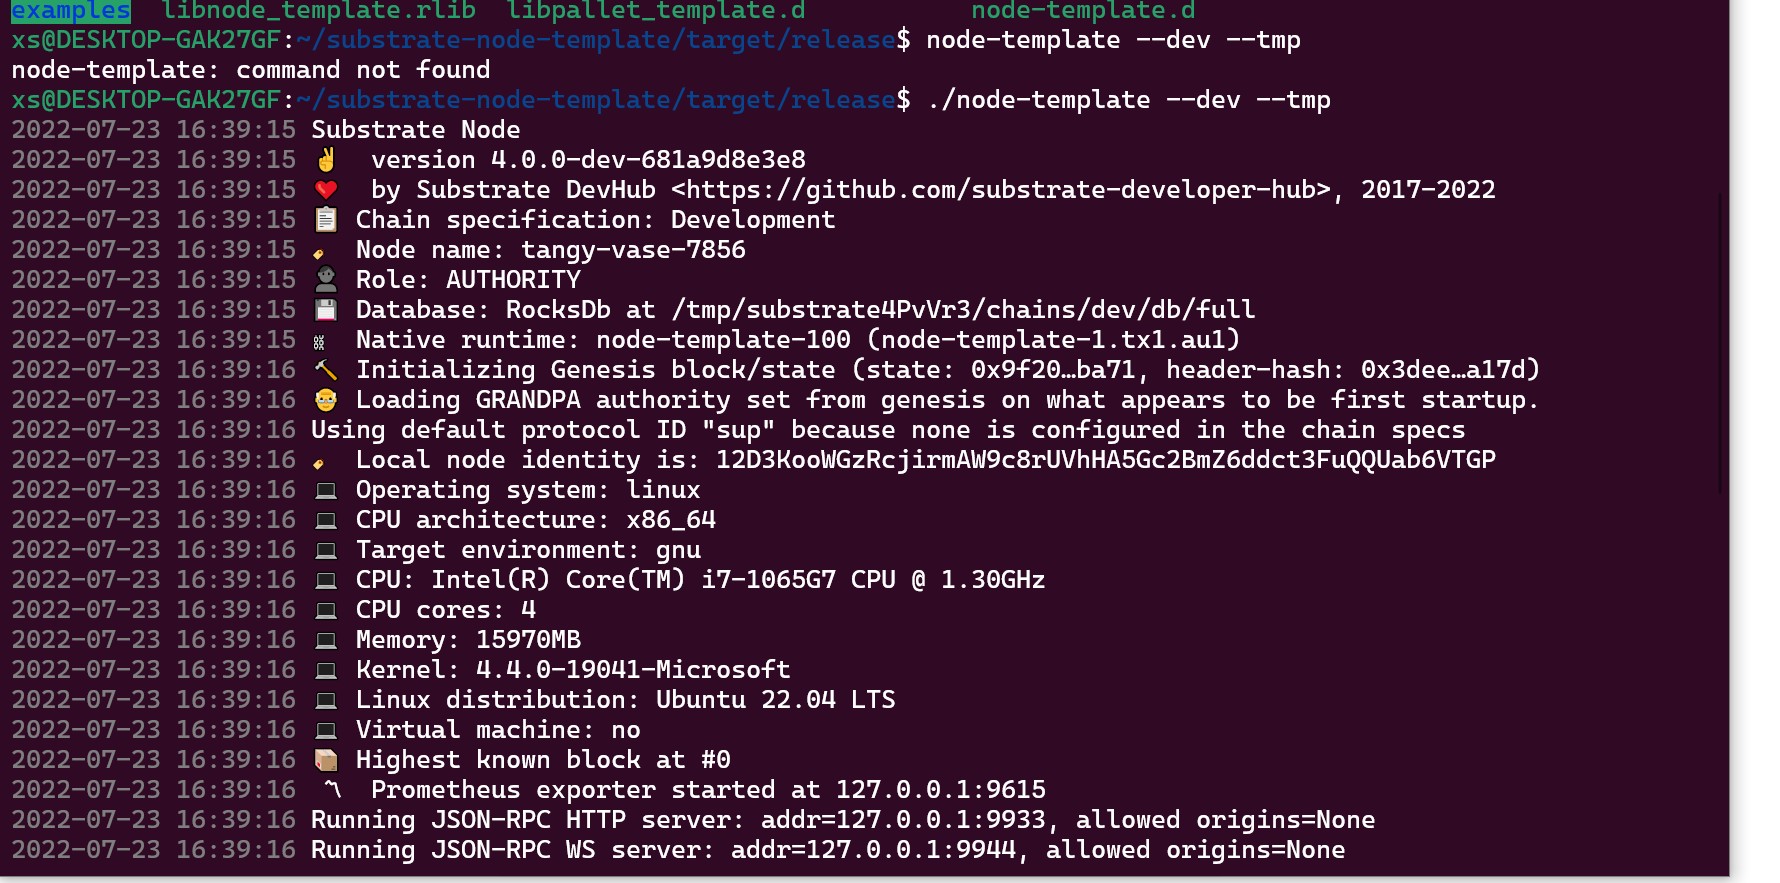 examples libnode_template.rlib libpallet_template.d node-template.d
xs@DESKTOP-GAK27GF:~/substrate-node-template/target/release$ node-template --dev --tmp
node-template: command not found
xs@DESKTOP-GAK27GF:~/substrate-node-template/target/release$ ./node-template --dev --tmp
2022-07-23 16:39:15 Substrate Node
2022-07-23 16:39:15 ✌️ version 4.0.0-dev-681a9d8e3e8
2022-07-23 16:39:15 ❤️ by Substrate DevHub <https://github.com/substrate-developer-hub>, 2017-2022
2022-07-23 16:39:15 📋 Chain specification: Development
2022-07-23 16:39:15 🏷 Node name: tangy-vase-7856
2022-07-23 16:39:15 👤 Role: AUTHORITY
2022-07-23 16:39:15 💾 Database: RocksDb at /tmp/substrate4PvVr3/chains/dev/db/full
2022-07-23 16:39:15 ⛓ Native runtime: node-template-100 (node-template-1.tx1.au1)
2022-07-23 16:39:16 🔨 Initializing Genesis block/state (state: 0x9f20…ba71, header-hash: 0x3dee…a17d)
2022-07-23 16:39:16 👴 Loading GRANDPA authority set from genesis on what appears to be first startup.
2022-07-23 16:39:16 Using default protocol ID "sup" because none is configured in the chain specs
2022-07-23 16:39:16 🏷 Local node identity is: 12D3KooWGzRcjirmAW9c8rUVhHA5Gc2BmZ6ddct3FuQQUab6VTGP
2022-07-23 16:39:16 💻 Operating system: linux
2022-07-23 16:39:16 💻 CPU architecture: x86_64
2022-07-23 16:39:16 💻 Target environment: gnu
2022-07-23 16:39:16 💻 CPU: Intel(R) Core(TM) i7-1065G7 CPU @ 1.30GHz
2022-07-23 16:39:16 💻 CPU cores: 4
2022-07-23 16:39:16 💻 Memory: 15970MB
2022-07-23 16:39:16 💻 Kernel: 4.4.0-19041-Microsoft
2022-07-23 16:39:16 💻 Linux distribution: Ubuntu 22.04 LTS
2022-07-23 16:39:16 💻 Virtual machine: no
2022-07-23 16:39:16 📦 Highest known block at #0
2022-07-23 16:39:16 〽️ Prometheus exporter started at 127.0.0.1:9615
2022-07-23 16:39:16 Running JSON-RPC HTTP server: addr=127.0.0.1:9933, allowed origins=None
2022-07-23 16:39:16 Running JSON-RPC WS server: addr=127.0.0.1:9944, allowed origins=None